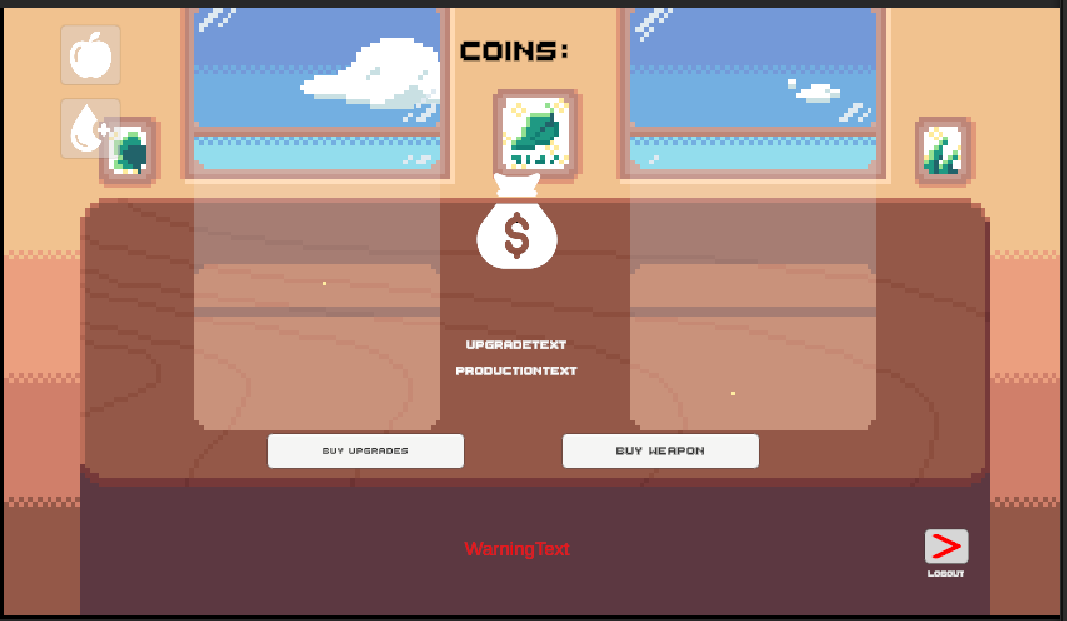 COINS:
$
UPGRADETEXT
PRODUCTIONTEXT
BUY UPGRADES
BUY WEAPON
WarningText
LOGOUT